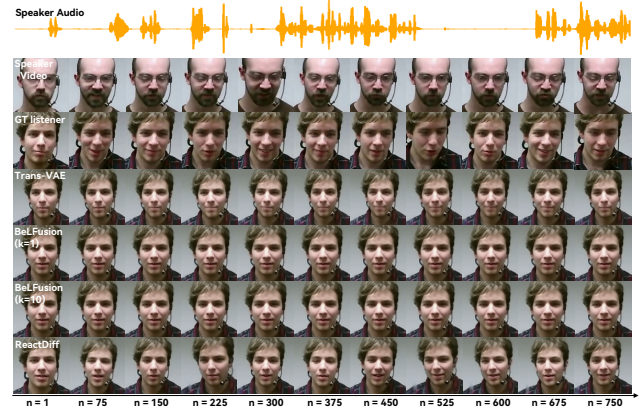 Speaker Audio
Speaker
Video
GT listener
Trans-VAE
BeLFusion
(k=1)
BeLFusion
(k=10)
ReactDiff
n = 1 n = 75 n = 150 n = 225 n = 300 n = 375 n = 450 n = 525 n = 600 n = 675 n = 750